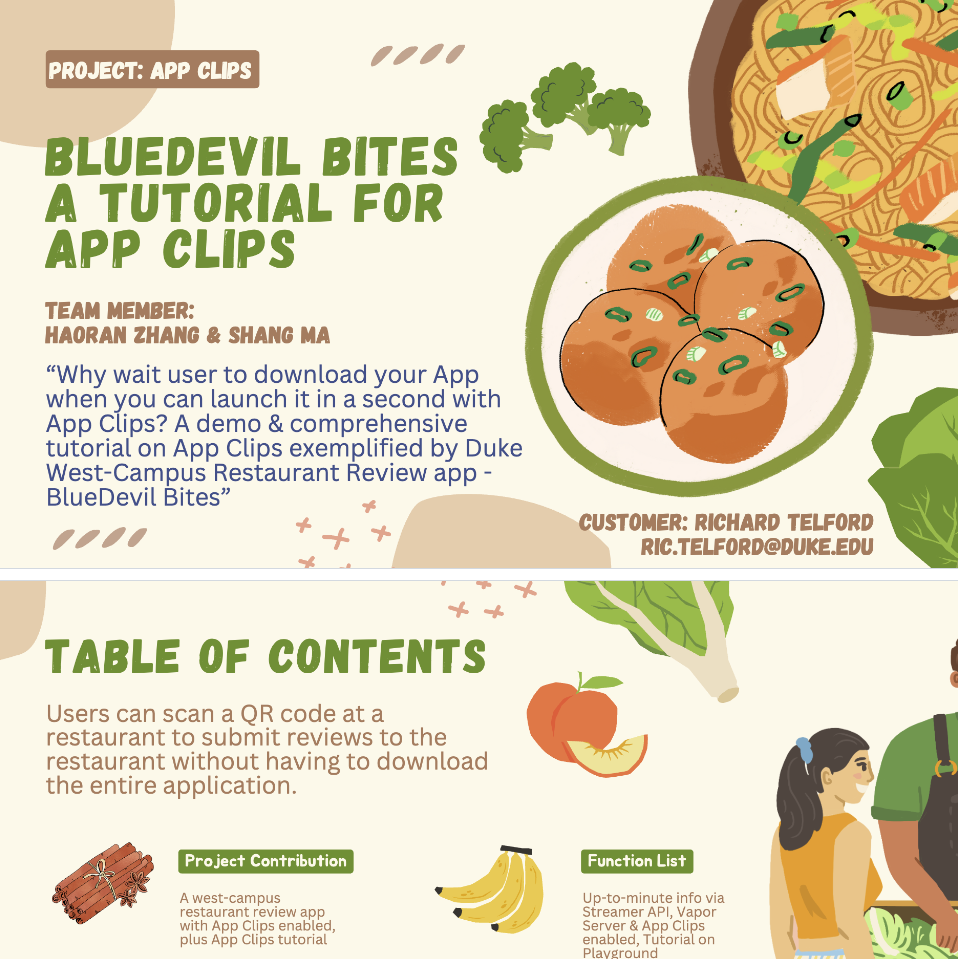 PROJECT: APP CLIPS
BLUEDEVIL BITES
A TUTORIAL FOR
APP CLIPS
TEAM MEMBER:
HAORAN ZHANG & SHANG MA
“Why wait user to download your App
when you can launch it in a second with
App Clips? A demo & comprehensive
tutorial on App Clips exemplified by Duke
West-Campus Restaurant Review app -
BlueDevil Bites”
CUSTOMER: RICHARD TELFORD
RIC.TELFORD@DUKE.EDU
TABLE OF CONTENTS
Users can scan a QR code at a
restaurant to submit reviews to the
restaurant without having to download
the entire application.
Project Contribution
A west-campus
restaurant review app
with App Clips enabled,
plus App Clips tutorial
Function List
Up-to-minute info via
Streamer API, Vapor
Server & App Clips
enabled, Tutorial on
Playground